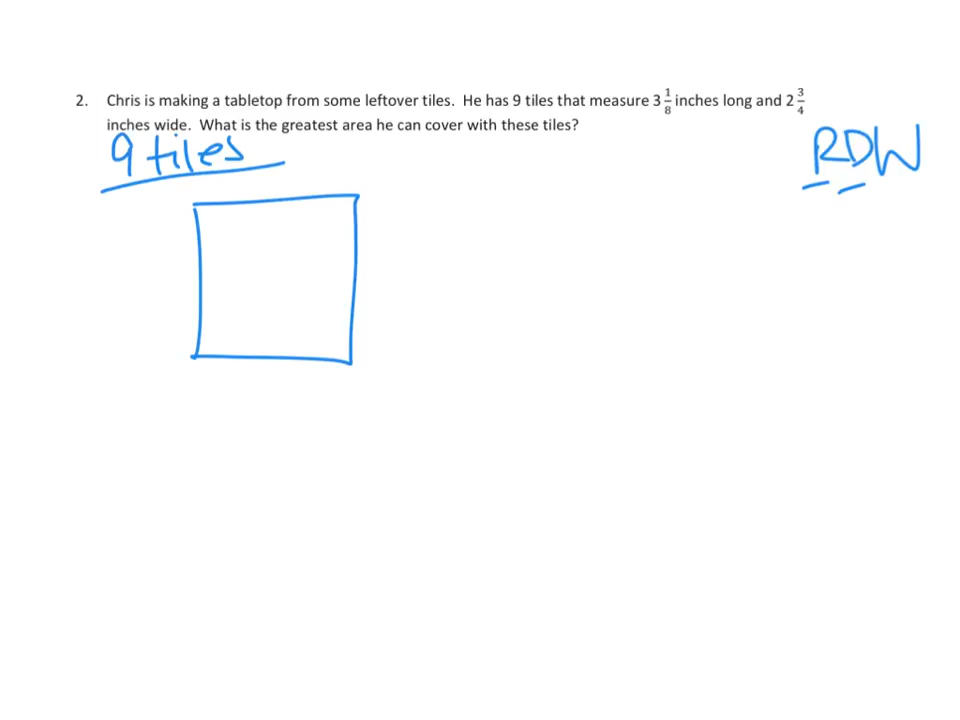 2. Chris is making a tabletop from some leftover tiles. He has 9 tiles that measure 3 1/8 inches long and 2 3/4
inches wide. What is the greatest area he can cover with these tiles?
9 tiles
RDW